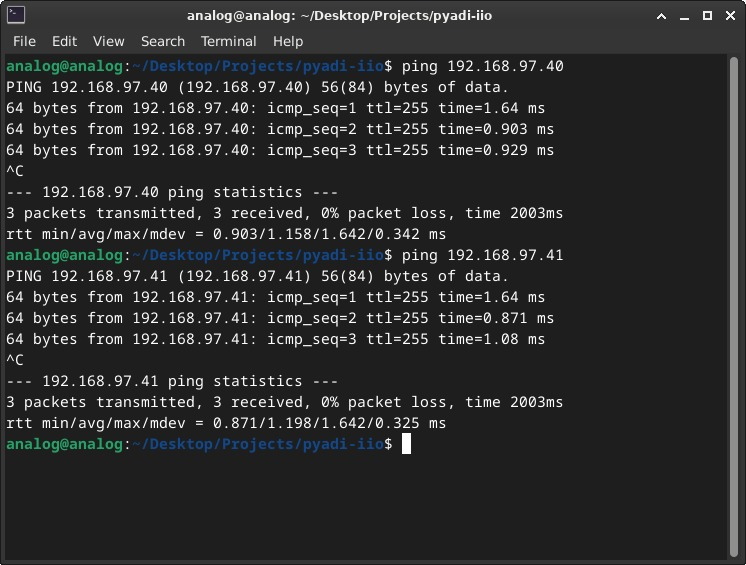 analog@analog: ~/Desktop/Projects/pyadi-iio
File Edit View Search Terminal Help
analog@analog:~/Desktop/Projects/pyadi-iio$ ping 192.168.97.40
PING 192.168.97.40 (192.168.97.40) 56(84) bytes of data.
64 bytes from 192.168.97.40: icmp_seq=1 ttl=255 time=1.64 ms
64 bytes from 192.168.97.40: icmp_seq=2 ttl=255 time=0.903 ms
64 bytes from 192.168.97.40: icmp_seq=3 ttl=255 time=0.929 ms
^C
--- 192.168.97.40 ping statistics ---
3 packets transmitted, 3 received, 0% packet loss, time 2003ms
rtt min/avg/max/mdev = 0.903/1.158/1.642/0.342 ms
analog@analog:~/Desktop/Projects/pyadi-iio$ ping 192.168.97.41
PING 192.168.97.41 (192.168.97.41) 56(84) bytes of data.
64 bytes from 192.168.97.41: icmp_seq=1 ttl=255 time=1.64 ms
64 bytes from 192.168.97.41: icmp_seq=2 ttl=255 time=0.871 ms
64 bytes from 192.168.97.41: icmp_seq=3 ttl=255 time=1.08 ms
^C
--- 192.168.97.41 ping statistics ---
3 packets transmitted, 3 received, 0% packet loss, time 2003ms
rtt min/avg/max/mdev = 0.871/1.198/1.642/0.325 ms
analog@analog:~/Desktop/Projects/pyadi-iio$